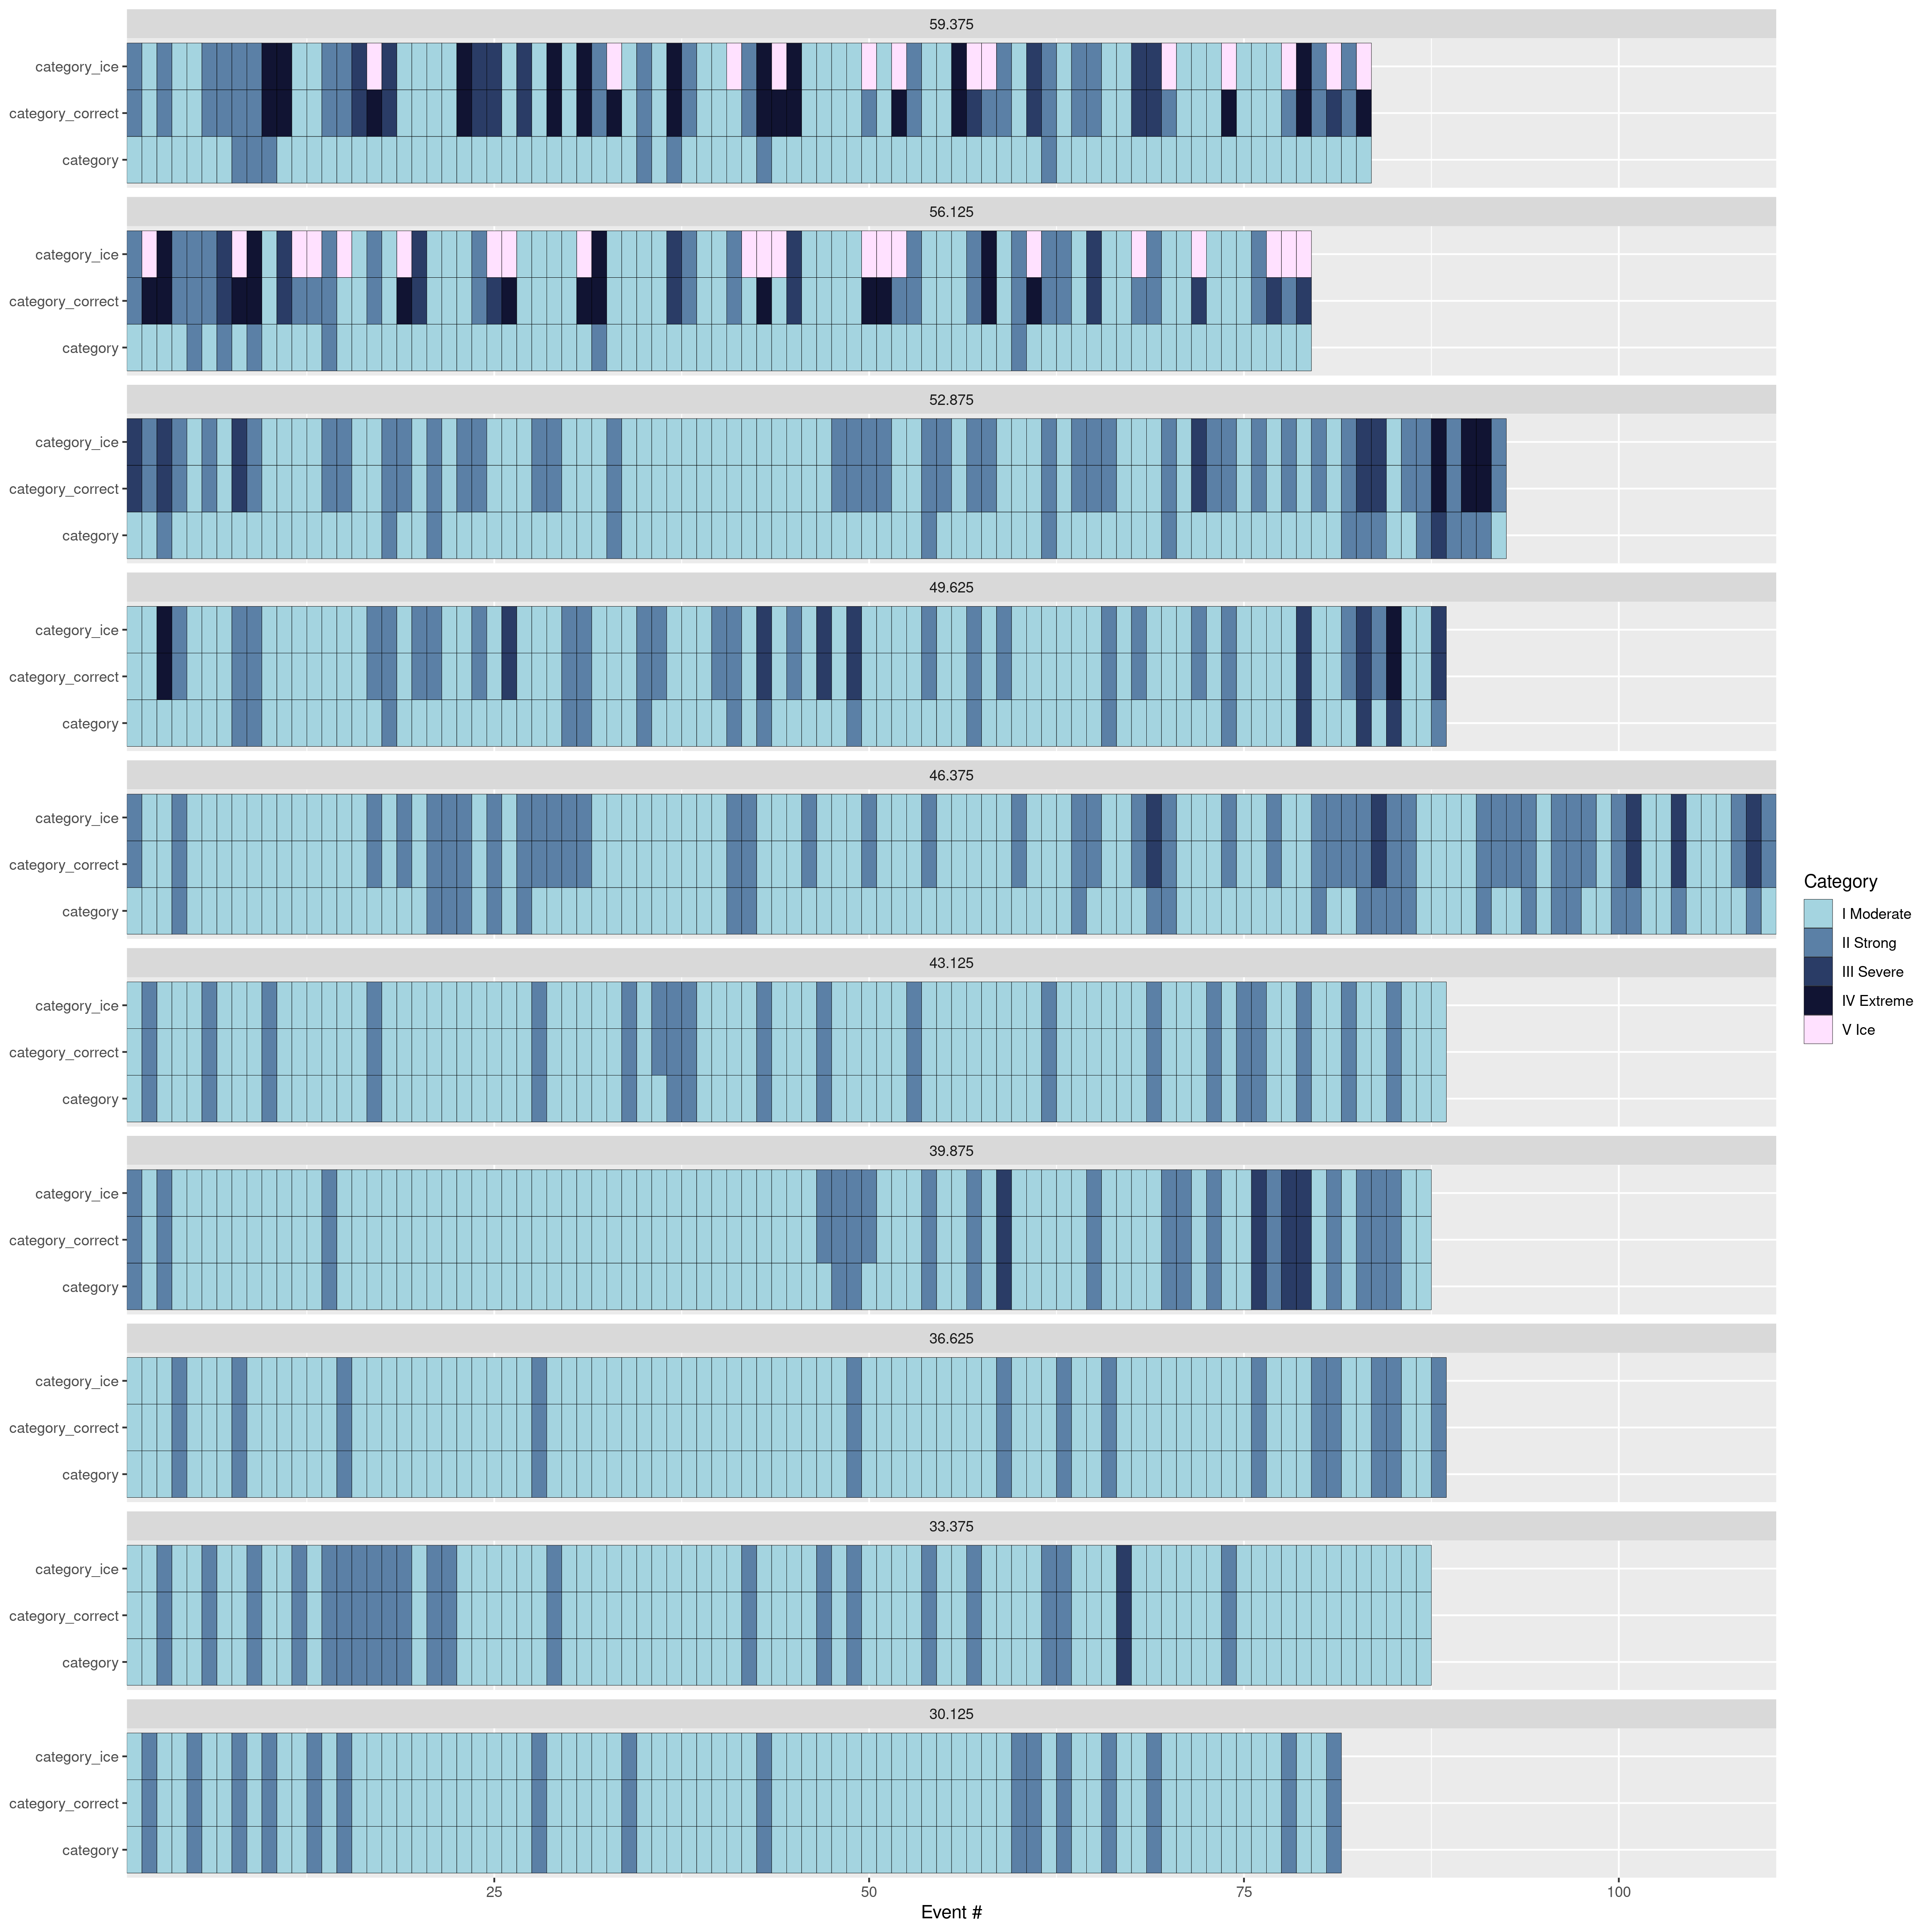 59.375
category_ice
category_correct
category
56.125
category_ice
category_correct
category
52.875
category_ice
category_correct
category
49.625
category_ice
category_correct
category
46.375
category_ice
category_correct
category
43.125
category_ice
category_correct
category
39.875
category_ice
category_correct
category
36.625
category_ice
category_correct
category
33.375
category_ice
category_correct
category
30.125
category_ice
category_correct
category
25 50 75 100
Event #
Category
I Moderate
II Strong
III Severe
IV Extreme
V Ice